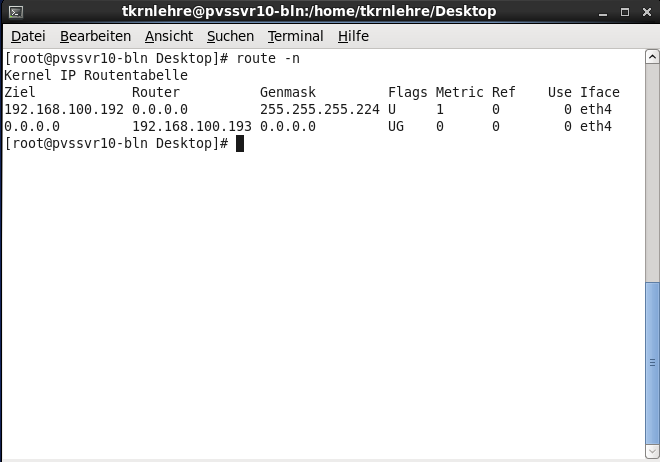 tkrnlehre@pvssvr10-bln:/home/tkrnlehre/Desktop
Datei Bearbeiten Ansicht Suchen Terminal Hilfe
[root@pvssvr10-bln Desktop]# route -n
Kernel IP Routentabelle
Ziel Router Genmask Flags Metric Ref Use Iface
192.168.100.192 0.0.0.0 255.255.255.224 U 1 0 0 eth4
0.0.0.0 192.168.100.193 0.0.0.0 UG 0 0 0 eth4
[root@pvssvr10-bln Desktop]#